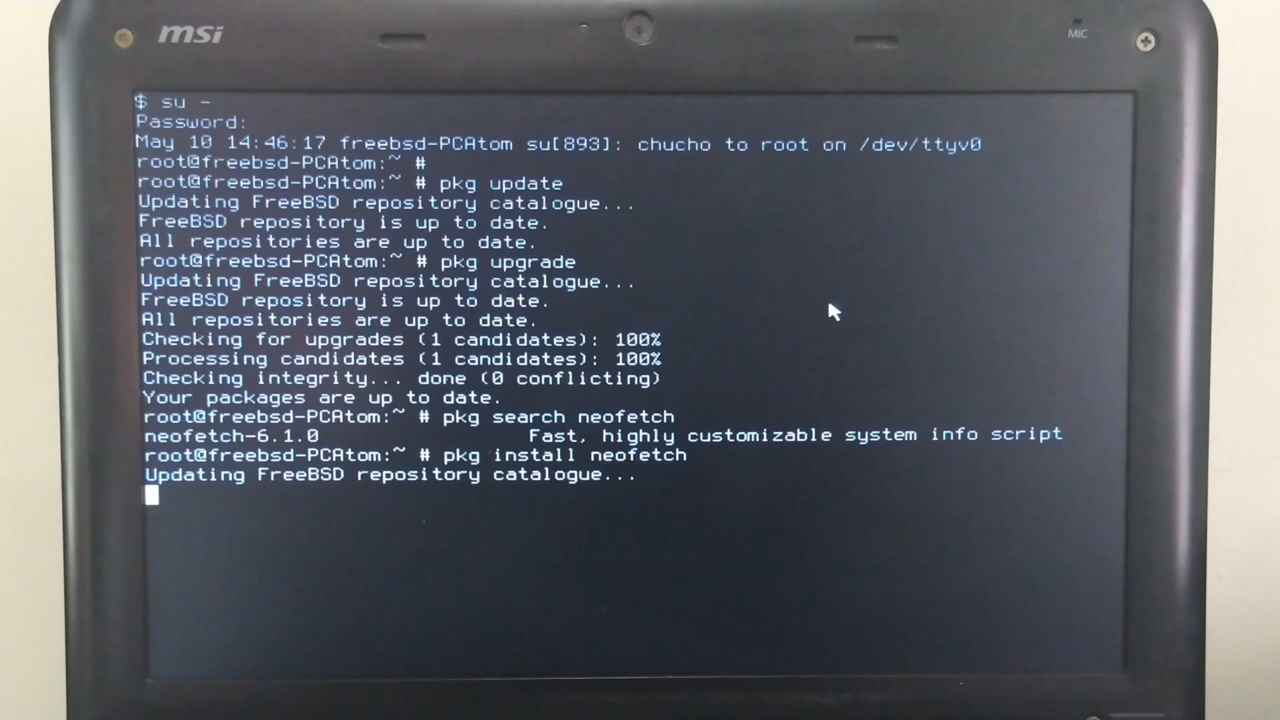 msi
MIC
$ su -
Password:
May 10 14:46:17 freebsd-PCAtom su[893]: chucho to root on /dev/ttyv0
root@freebsd-PCAtom:~ #
root@freebsd-PCAtom:~ # pkg update
Updating FreeBSD repository catalogue...
FreeBSD repository is up to date.
All repositories are up to date.
root@freebsd-PCAtom:~ # pkg upgrade
Updating FreeBSD repository catalogue...
FreeBSD repository is up to date.
All repositories are up to date.
Checking for upgrades (1 candidates): 100%
Processing candidates (1 candidates): 100%
Checking integrity... done (0 conflicting)
Your packages are up to date.
root@freebsd-PCAtom:~ # pkg search neofetch
neofetch-6.1.0 Fast, highly customizable system info script
root@freebsd-PCAtom:~ # pkg install neofetch
Updating FreeBSD repository catalogue...